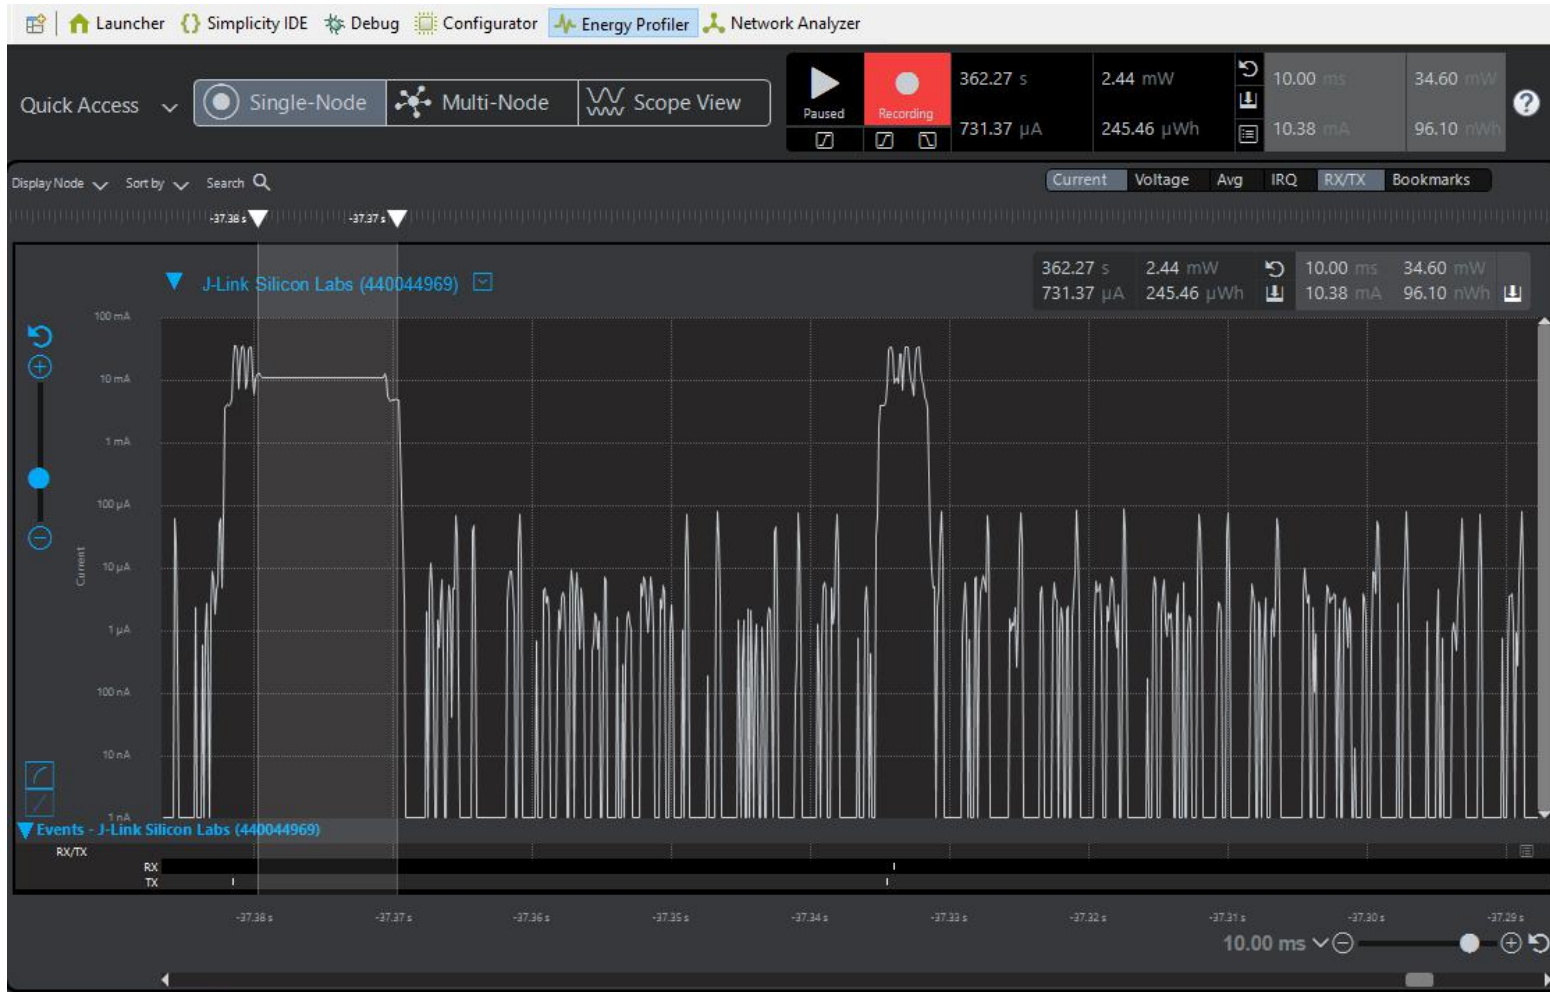 Launcher {} Simplicity IDE Debug Configurator Energy Profiler Network Analyzer
Quick Access Single-Node Multi-Node Scope View
Paused Recording
362.27 s 2.44 mW 10.00 ms 34.60 mW
731.37 µA 245.46 µWh 10.38 mA 96.10 nWh
Display Node Sort by Search
Current Voltage Avg IRQ RX/TX Bookmarks
-37.38 s -37.37 s
J-Link Silicon Labs (440044969)
362.27 s 2.44 mW 10.00 ms 34.60 mW
731.37 µA 245.46 µWh 10.38 mA 96.10 nWh
100 mA
10 mA
1 mA
100 µA
Current
10 µA
1 µA
100 nA
10 nA
1 nA
Events - J-Link Silicon Labs (440044969)
RX/TX
RX
TX
-37.38 s -37.37 s -37.36 s -37.35 s -37.34 s -37.33 s -37.32 s -37.31 s -37.30 s -37.29 s
10.00 ms